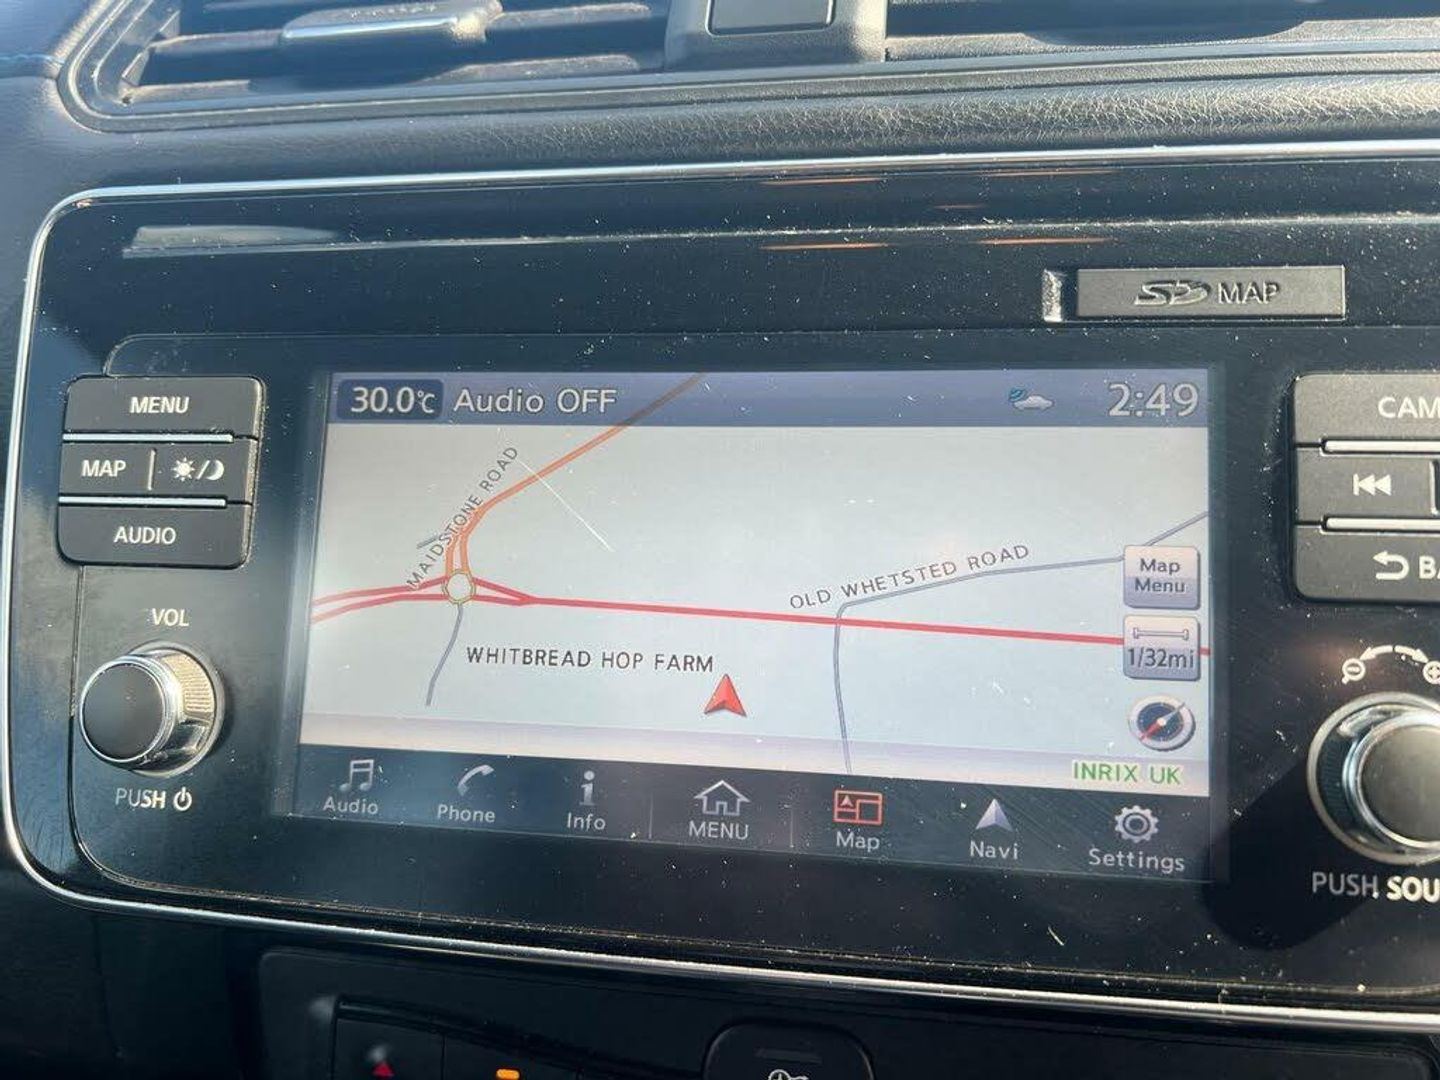 SD MAP
MENU
MAP
AUDIO
VOL
PUSH
30.0°C Audio OFF 2:49
MAIDSTONE ROAD
OLD WHETSTED ROAD
WHITBREAD HOP FARM
Map
Menu
1/32mi
INRIX UK
Audio
Phone
Info
MENU
Map
Navi
Settings
CAM
BA
PUSH SOU